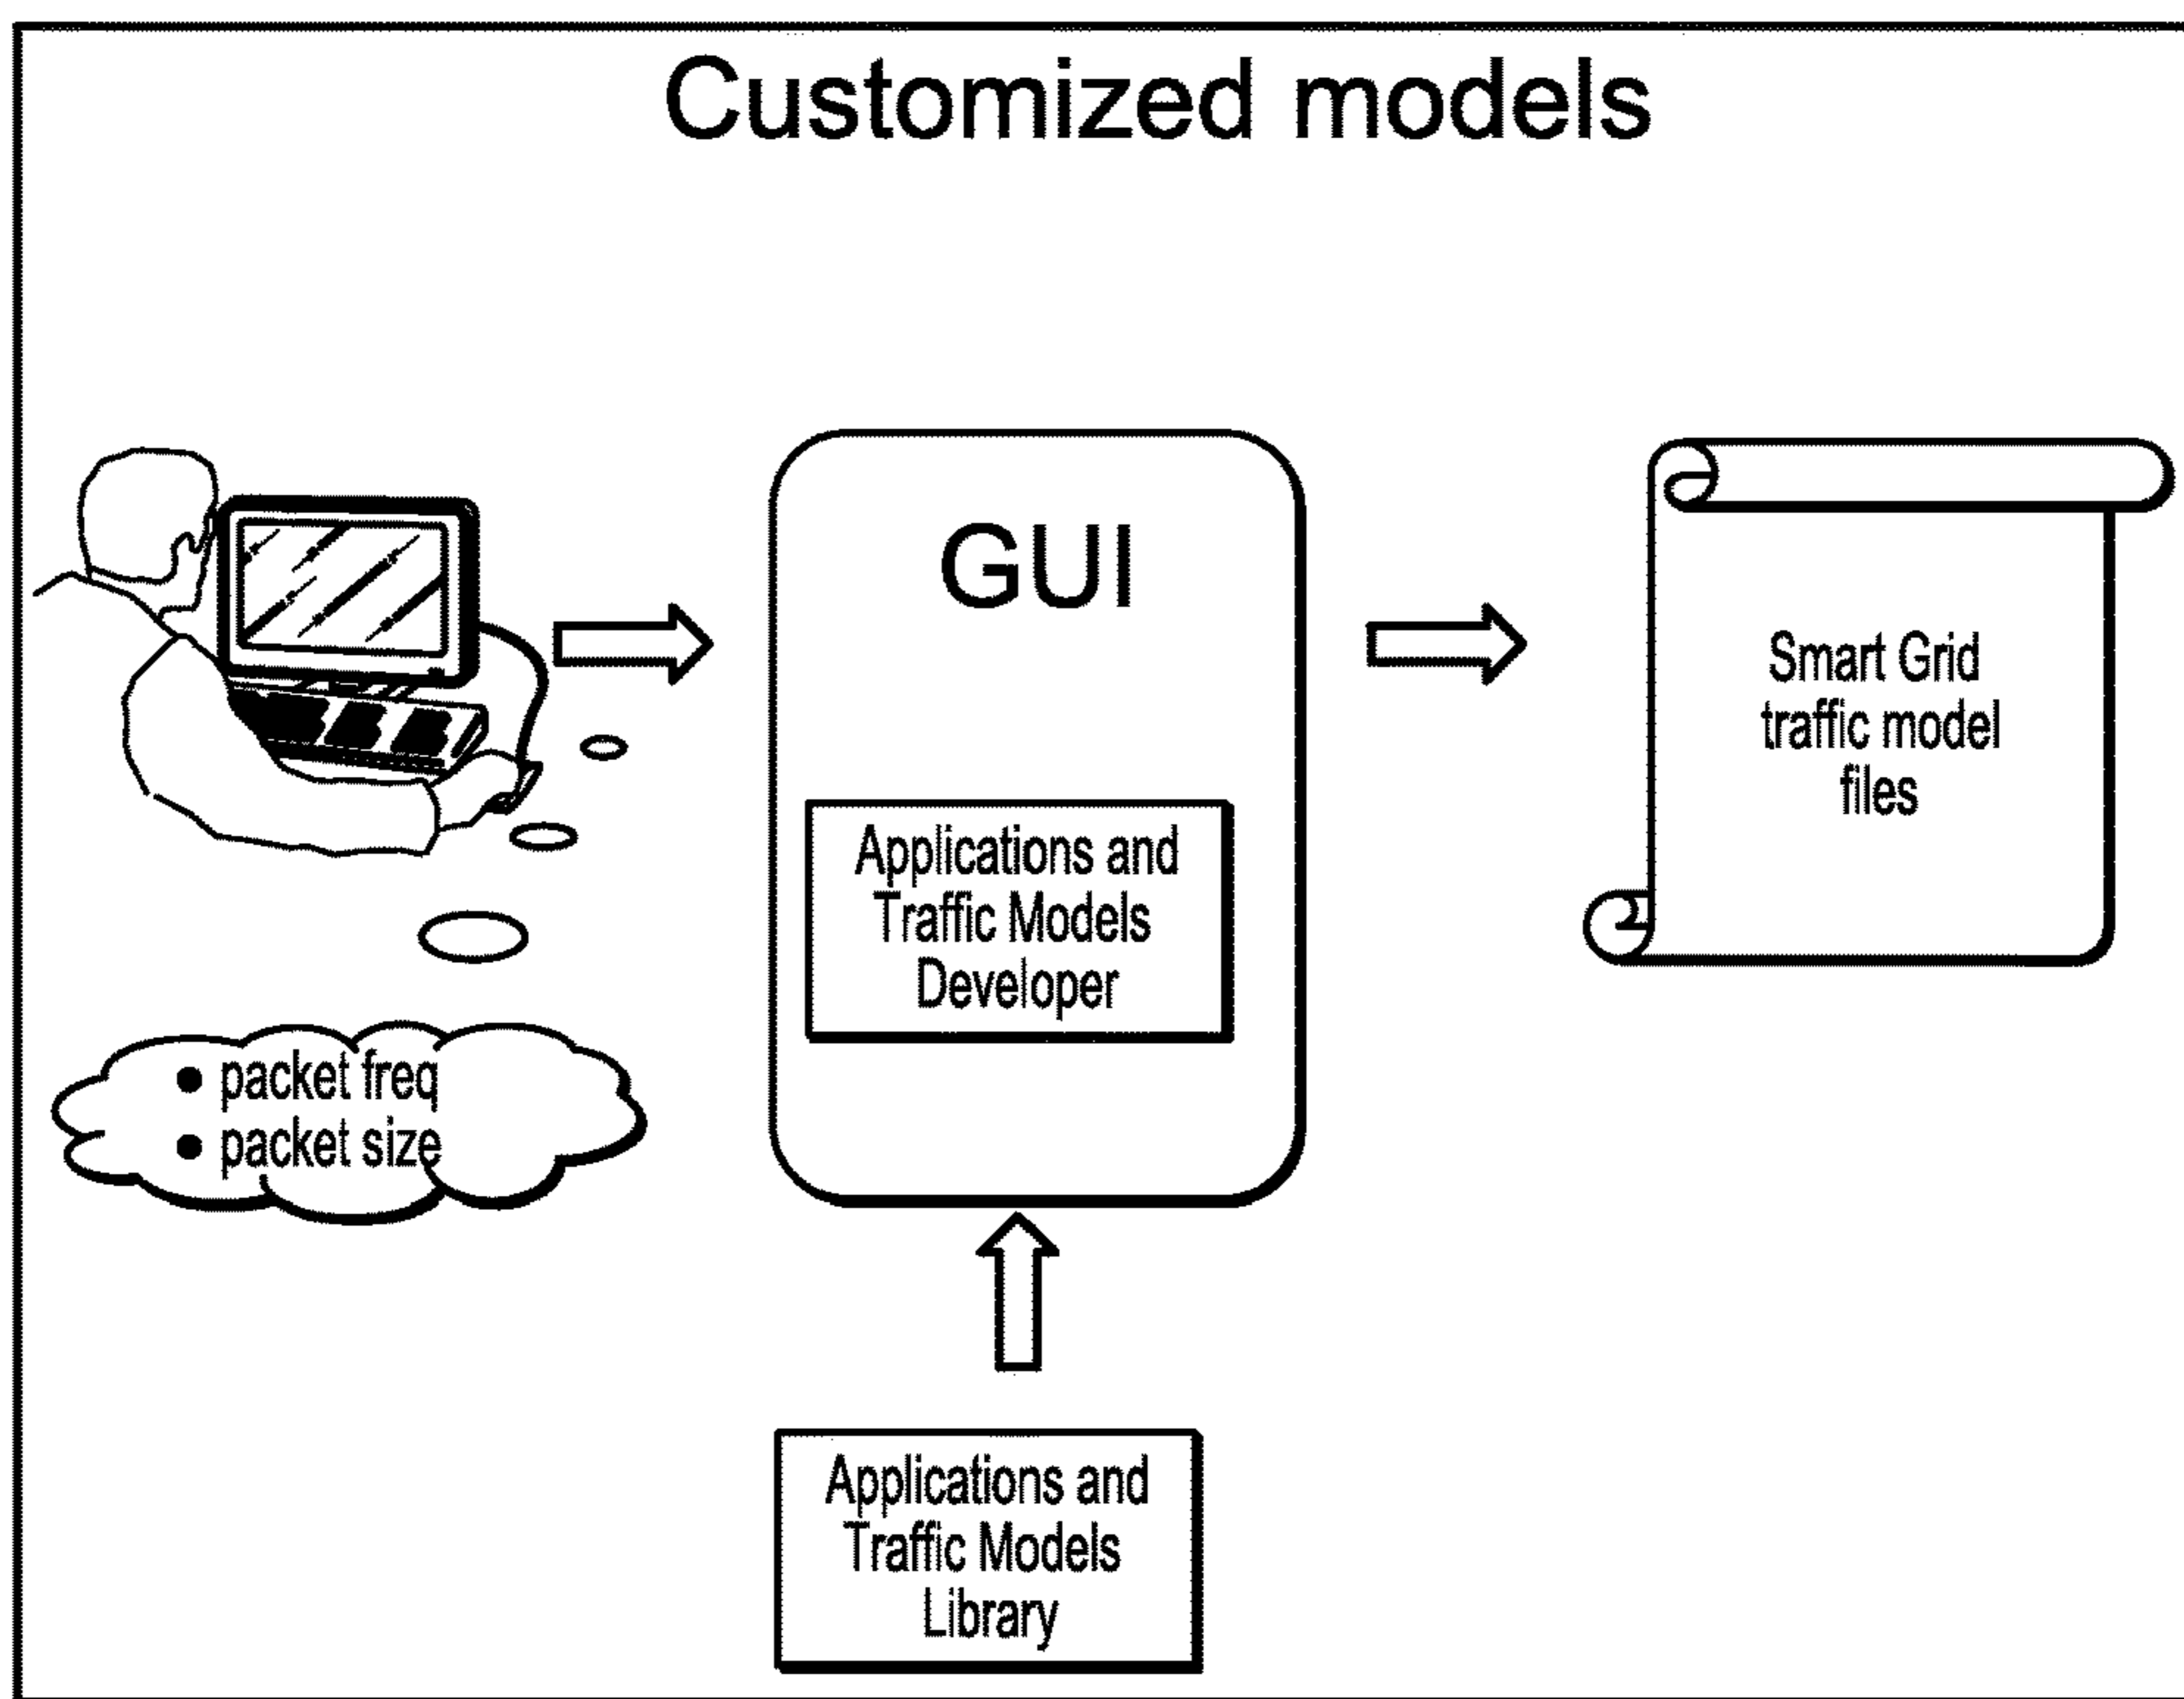 Customized models
GUI
Applications and
Traffic Models
Developer
Smart Grid
traffic model
files
● packet freq
● packet size
Applications and
Traffic Models
Library